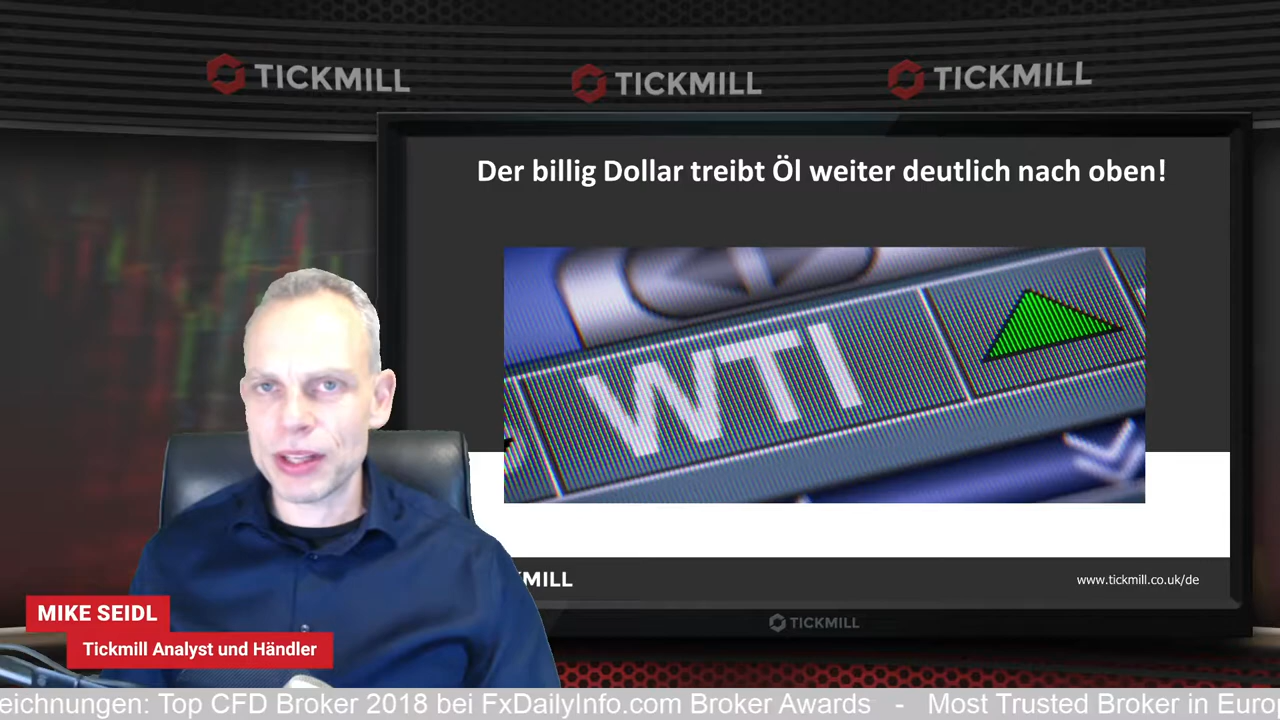 TICKMILL
TICKMILL
TICKMILL
Der billig Dollar treibt Öl weiter deutlich nach oben!
WTI
MILL
www.tickmill.co.uk/de
TICKMILL
MIKE SEIDL
Tickmill Analyst und Händler
eichnungen: Top CFD Broker 2018 bei FxDailyInfo.com Broker Awards - Most Trusted Broker in Euro